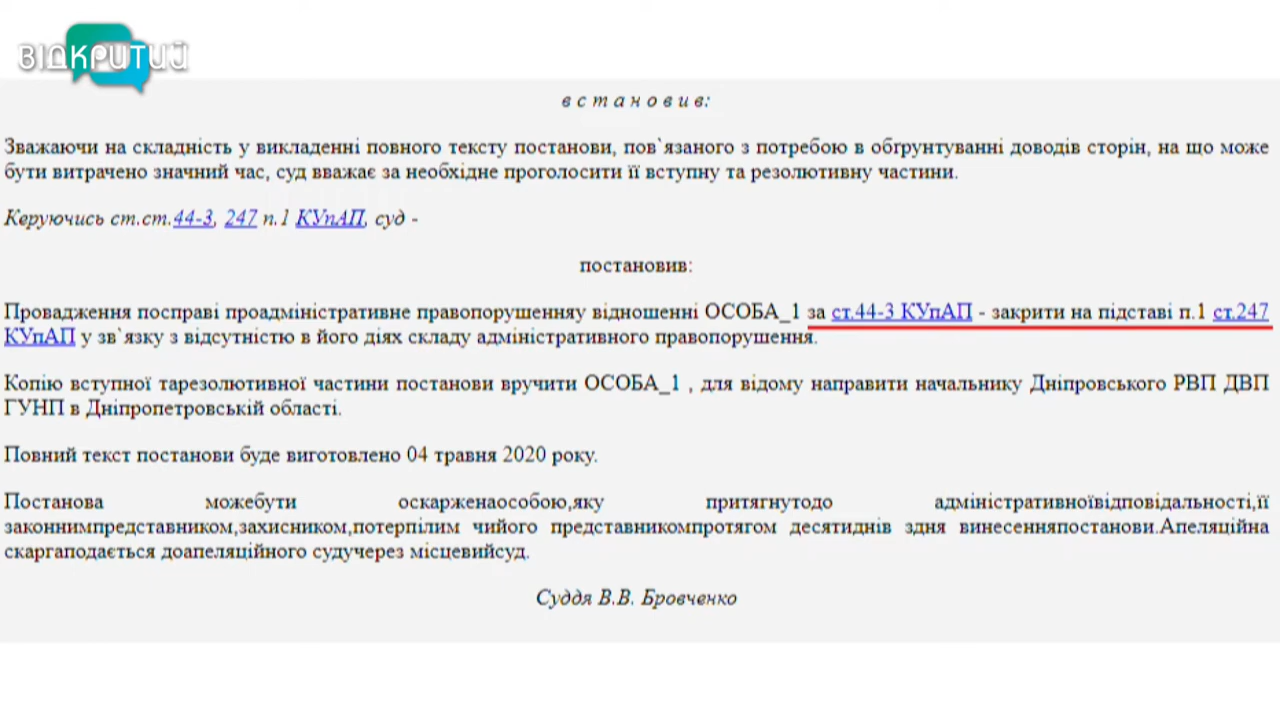 ВІДКРИТИЙ
в с т а н о в и в:
Зважаючи на складність у викладенні повного тексту постанови, пов`язаного з потребою в обґрунтуванні доводів сторін, на що може
бути витрачено значний час, суд вважає за необхідне проголосити її вступну та резолютивну частини.
Керуючись ст.ст.44-3, 247 п.1 КУпАП, суд -
постановив:
Провадження посправі проадміністративне правопорушенняу відношенні ОСОБА_1 за ст.44-3 КУпАП - закрити на підставі п.1 ст.247
КУпАП у зв`язку з відсутністю в його діях складу адміністративного правопорушення.
Копію вступної тарезолютивної частини постанови вручити ОСОБА_1 , для відому направити начальнику Дніпровського РВП ДВП
ГУНП в Дніпропетровській області.
Повний текст постанови буде виготовлено 04 травня 2020 року.
Постанова можебути оскарженаособою,яку притягнутодо адміністративноївідповідальності,її
законнимпредставником,захисником,потерпілим чийого представникомпротягом десятиднів здня винесенняпостанови.Апеляційна
скаргаподається доапеляційного судучерез місцевийсуд.
Суддя В.В. Бровченко